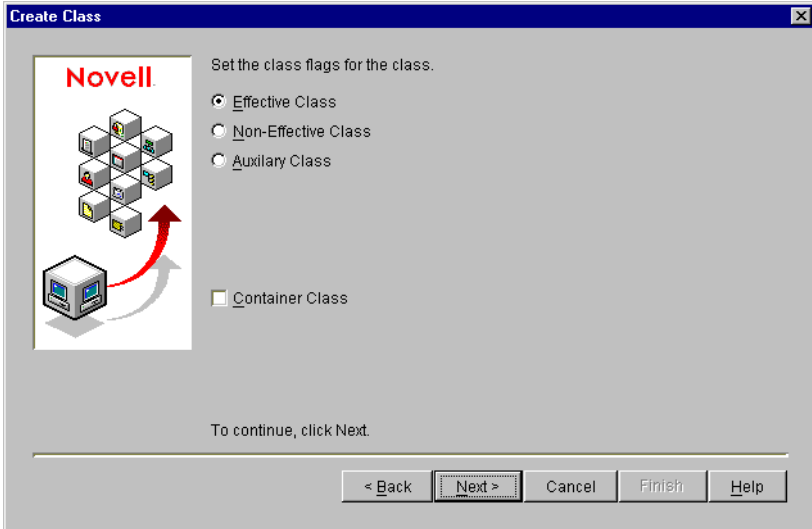 Create Class
Novell.
Set the class flags for the class.
Effective Class
Non-Effective Class
Auxilary Class
Container Class
To continue, click Next.
< Back
Next >
Cancel
Finish
Help